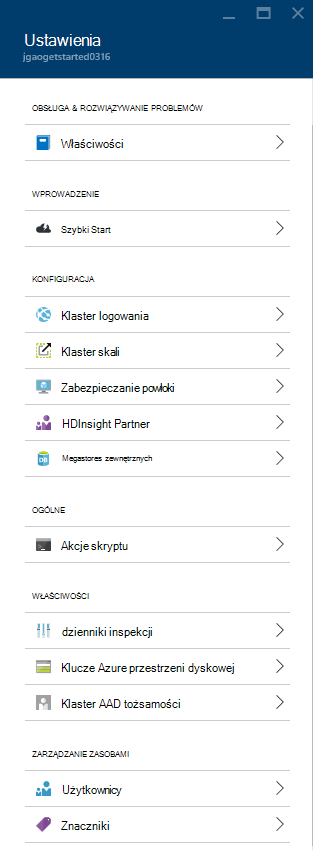 Ustawienia
jgaogetstarted0316
OBSŁUGA & ROZWIĄZYWANIE PROBLEMÓW
Właściwości
WPROWADZENIE
Szybki Start
KONFIGURACJA
Klaster logowania
Klaster skali
Zabezpieczanie powłoki
HDInsight Partner
Megastores zewnętrznych
OGÓLNE
Akcje skryptu
WŁAŚCIWOŚCI
dzienniki inspekcji
Klucze Azure przestrzeni dyskowej
Klaster AAD tożsamości
ZARZĄDZANIE ZASOBAMI
Użytkownicy
Znaczniki